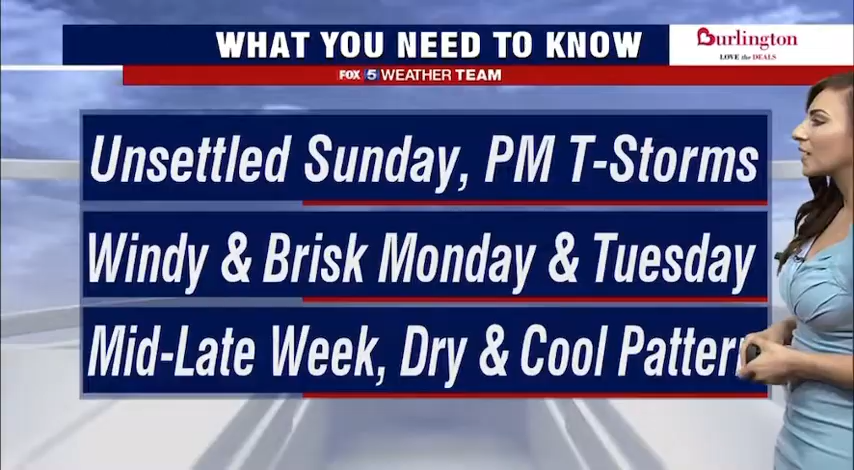 WHAT YOU NEED TO KNOW
Burlington
LOVE the DEALS
FOX 5 WEATHER TEAM
Unsettled Sunday, PM T-Storms
Windy & Brisk Monday & Tuesday
Mid-Late Week, Dry & Cool Pattern